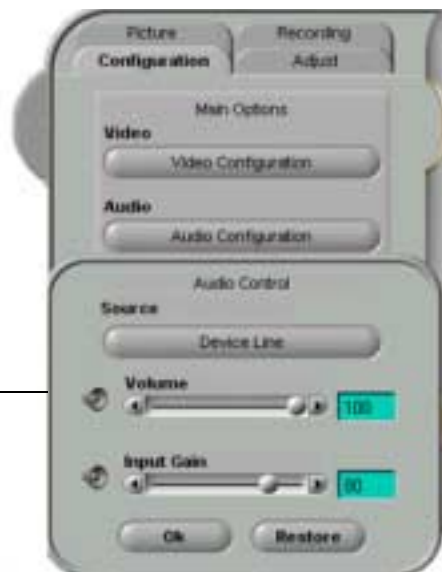 Picture Recording
Configuration Adjust
Main Options
Video
Video Configuration
Audio
Audio Configuration
Audio Control
Source
Device Line
Volume
100
Input Gain
80
Ok Restore